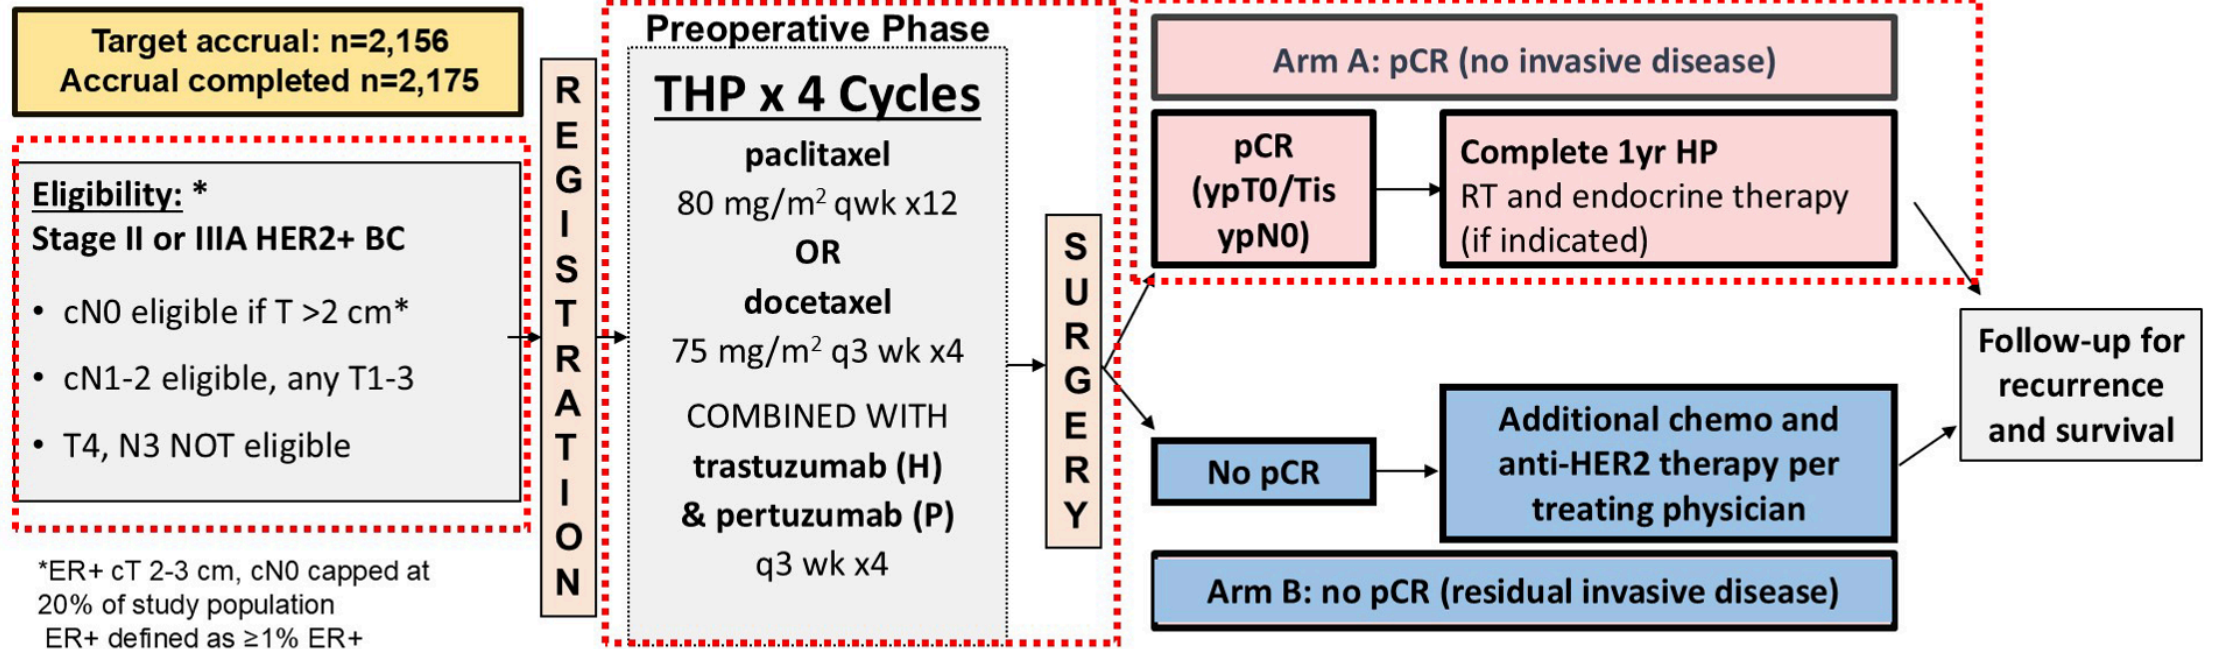 Target accrual: n=2,156
Accrual completed n=2,175
Eligibility: *
Stage II or IIIA HER2+ BC
• cN0 eligible if T >2 cm*
• cN1-2 eligible, any T1-3
• T4, N3 NOT eligible
*ER+ cT 2-3 cm, cN0 capped at
20% of study population
ER+ defined as ≥1% ER+
REGISTRATION
Preoperative Phase
THP x 4 Cycles
paclitaxel
80 mg/m² qwk x12
OR
docetaxel
75 mg/m² q3 wk x4
COMBINED WITH
trastuzumab (H)
& pertuzumab (P)
q3 wk x4
SURGERY
Arm A: pCR (no invasive disease)
pCR
(ypT0/Tis
ypN0)
Complete 1yr HP
RT and endocrine therapy
(if indicated)
No pCR
Additional chemo and
anti-HER2 therapy per
treating physician
Arm B: no pCR (residual invasive disease)
Follow-up for
recurrence
and survival